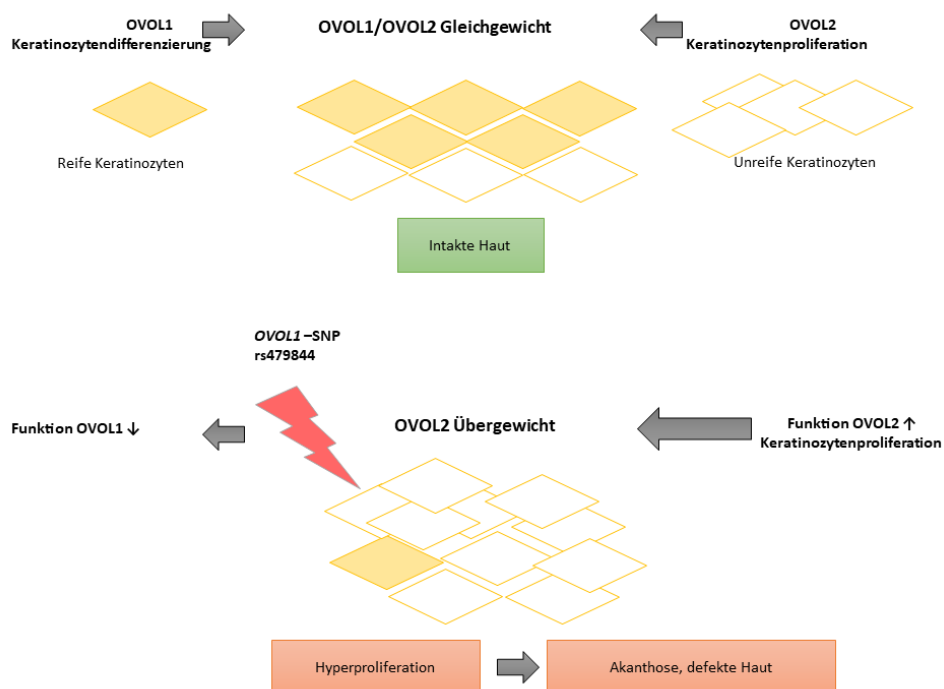 OVOL1
Keratinozytendifferenzierung
OVOL1/OVOL2 Gleichgewicht
OVOL2
Keratinozytenproliferation
Reife Keratinozyten
Unreife Keratinozyten
Intakte Haut
OVOL1 –SNP
rs479844
Funktion OVOL1 ↓
OVOL2 Übergewicht
Funktion OVOL2 ↑
Keratinozytenproliferation
Hyperproliferation
Akanthose, defekte Haut